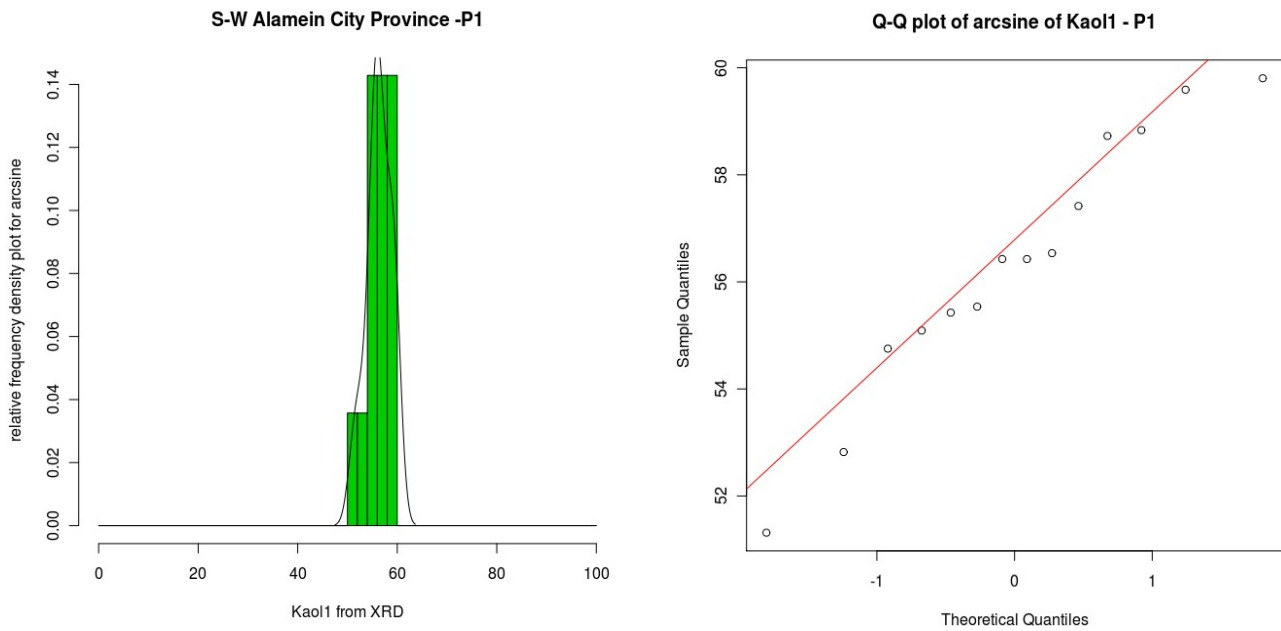 S-W Alamein City Province -P1
relative frequency density plot for arcsine
0.14
0.12
0.10
0.08
0.06
0.04
0.02
0.00
0 20 40 60 80 100
Kaol1 from XRD
Q-Q plot of arcsine of Kaol1 - P1
Sample Quantiles
60
58
56
54
52
-1 0 1
Theoretical Quantiles